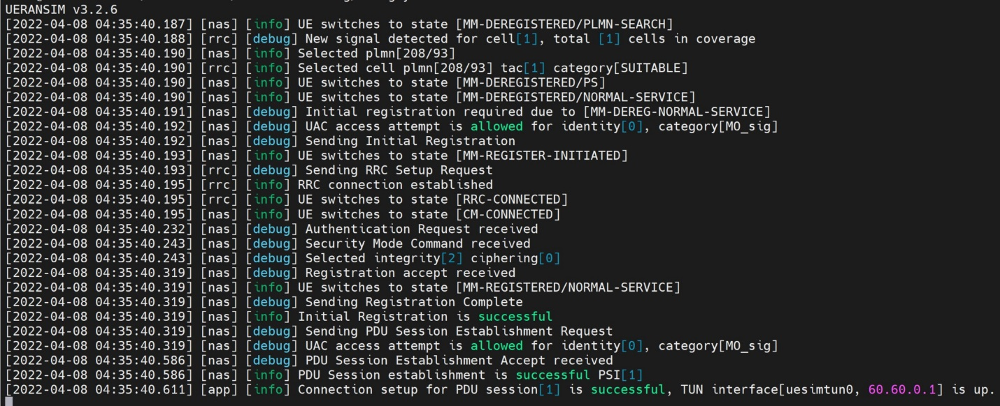 UERANSIM v3.2.6
[2022-04-08 04:35:40.187] [nas] [info] UE switches to state [MM-DEREGISTERED/PLMN-SEARCH]
[2022-04-08 04:35:40.188] [rrc] [debug] New signal detected for cell[1], total [1] cells in coverage
[2022-04-08 04:35:40.190] [nas] [info] Selected plmn[208/93]
[2022-04-08 04:35:40.190] [rrc] [info] Selected cell plmn[208/93] tac[1] category[SUITABLE]
[2022-04-08 04:35:40.190] [nas] [info] UE switches to state [MM-DEREGISTERED/PS]
[2022-04-08 04:35:40.190] [nas] [info] UE switches to state [MM-DEREGISTERED/NORMAL-SERVICE]
[2022-04-08 04:35:40.191] [nas] [debug] Initial registration required due to [MM-DEREG-NORMAL-SERVICE]
[2022-04-08 04:35:40.192] [nas] [debug] UAC access attempt is allowed for identity[0], category[MO_sig]
[2022-04-08 04:35:40.192] [nas] [debug] Sending Initial Registration
[2022-04-08 04:35:40.193] [nas] [info] UE switches to state [MM-REGISTER-INITIATED]
[2022-04-08 04:35:40.193] [rrc] [debug] Sending RRC Setup Request
[2022-04-08 04:35:40.195] [rrc] [info] RRC connection established
[2022-04-08 04:35:40.195] [rrc] [info] UE switches to state [RRC-CONNECTED]
[2022-04-08 04:35:40.195] [nas] [info] UE switches to state [CM-CONNECTED]
[2022-04-08 04:35:40.232] [nas] [debug] Authentication Request received
[2022-04-08 04:35:40.243] [nas] [debug] Security Mode Command received
[2022-04-08 04:35:40.243] [nas] [debug] Selected integrity[2] ciphering[0]
[2022-04-08 04:35:40.319] [nas] [debug] Registration accept received
[2022-04-08 04:35:40.319] [nas] [info] UE switches to state [MM-REGISTERED/NORMAL-SERVICE]
[2022-04-08 04:35:40.319] [nas] [debug] Sending Registration Complete
[2022-04-08 04:35:40.319] [nas] [info] Initial Registration is successful
[2022-04-08 04:35:40.319] [nas] [debug] Sending PDU Session Establishment Request
[2022-04-08 04:35:40.319] [nas] [debug] UAC access attempt is allowed for identity[0], category[MO_sig]
[2022-04-08 04:35:40.586] [nas] [debug] PDU Session Establishment Accept received
[2022-04-08 04:35:40.586] [nas] [info] PDU Session establishment is successful PSI[1]
[2022-04-08 04:35:40.611] [app] [info] Connection setup for PDU session[1] is successful, TUN interface[uesimtun0, 60.60.0.1] is up.